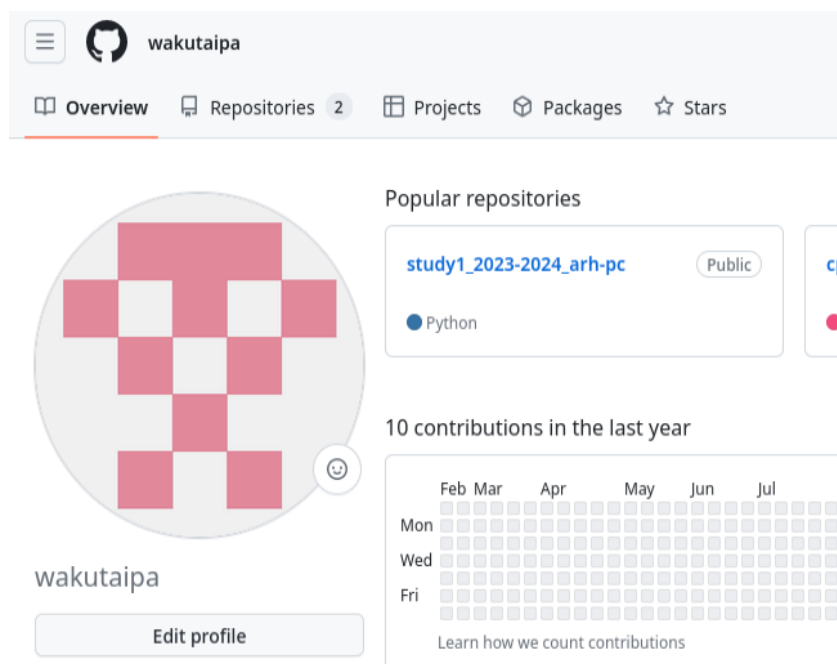 wakutaipa
Overview Repositories 2 Projects Packages Stars
Popular repositories
study1_2023-2024_arh-pc Public
Python
10 contributions in the last year
Feb Mar Apr May Jun Jul
Mon
Wed
Fri
Learn how we count contributions
wakutaipa
Edit profile